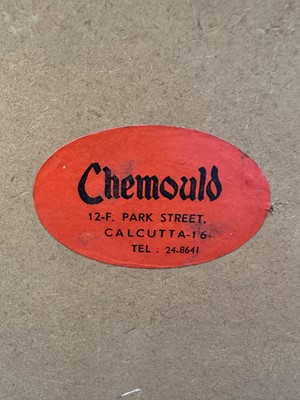 Chemould
12-F, PARK STREET,
CALCUTTA-16
TEL : 24-8641